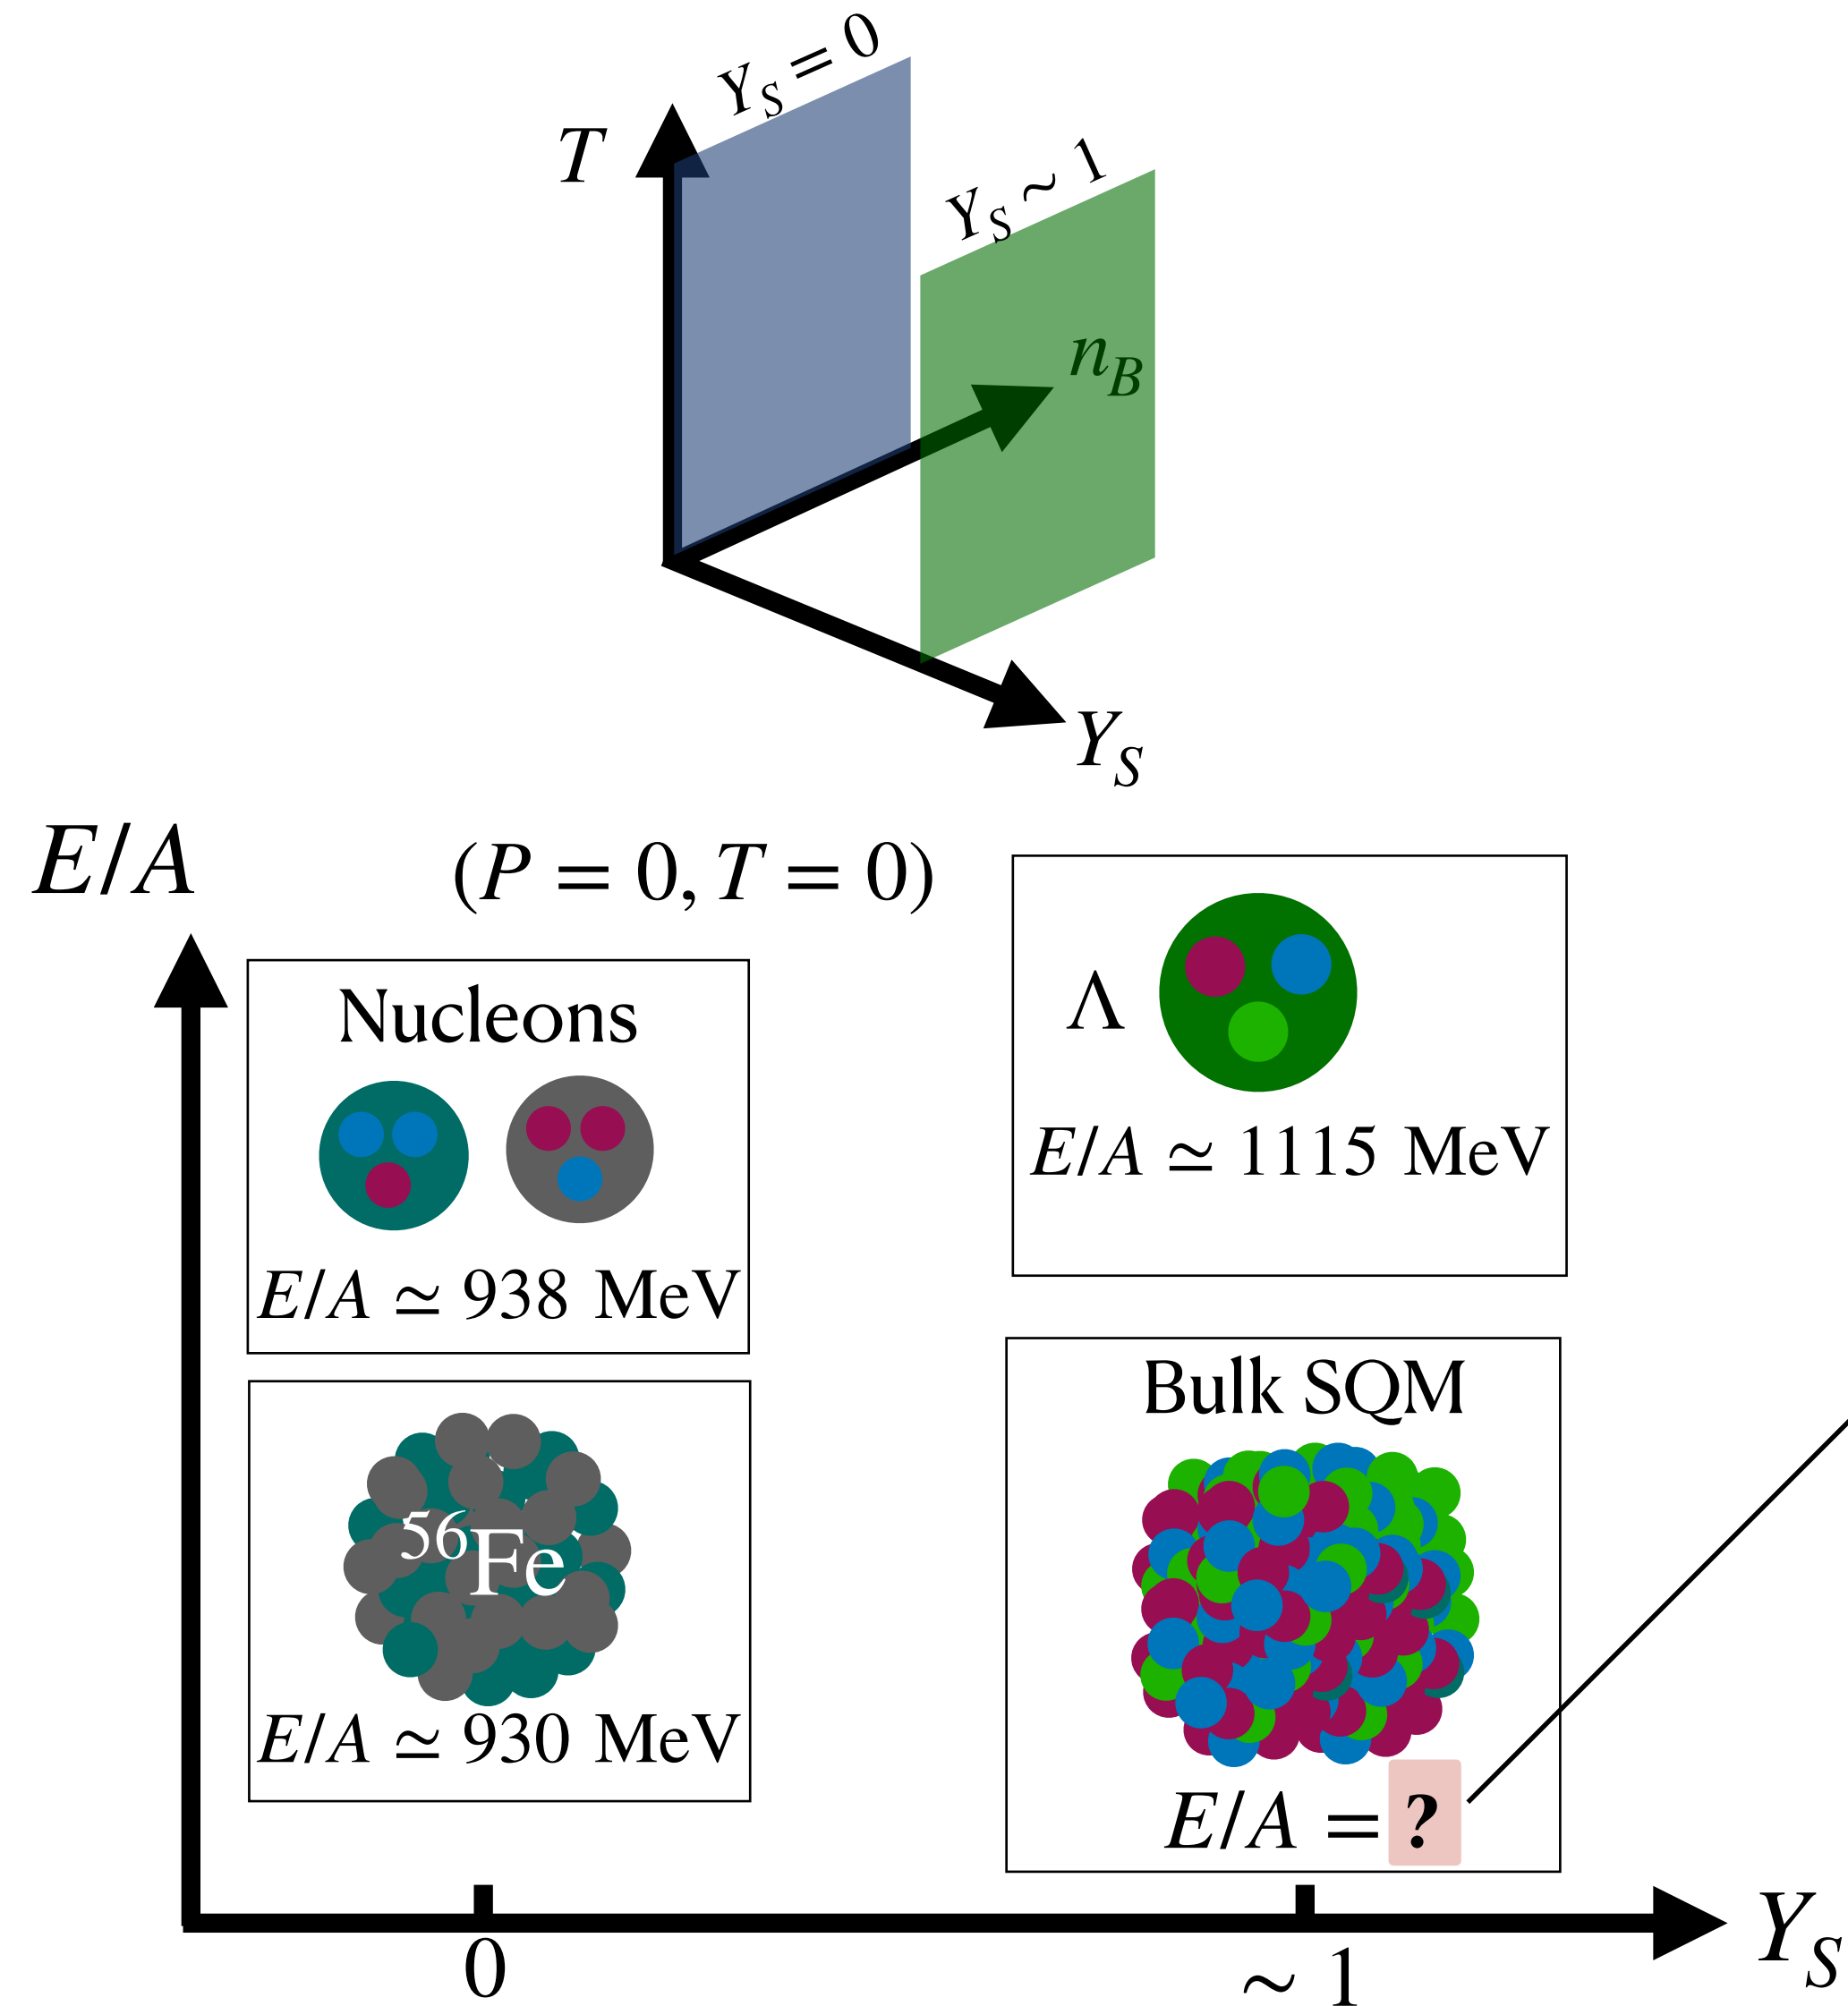 Y_S = 0
T
Y_S ~ 1
n_B
Y_S
E/A
(P = 0, T = 0)
Nucleons
E/A ≃ 938 MeV
Λ
E/A ≃ 1115 MeV
⁵⁶Fe
E/A ≃ 930 MeV
Bulk SQM
E/A = ?
0
~ 1
Y_S